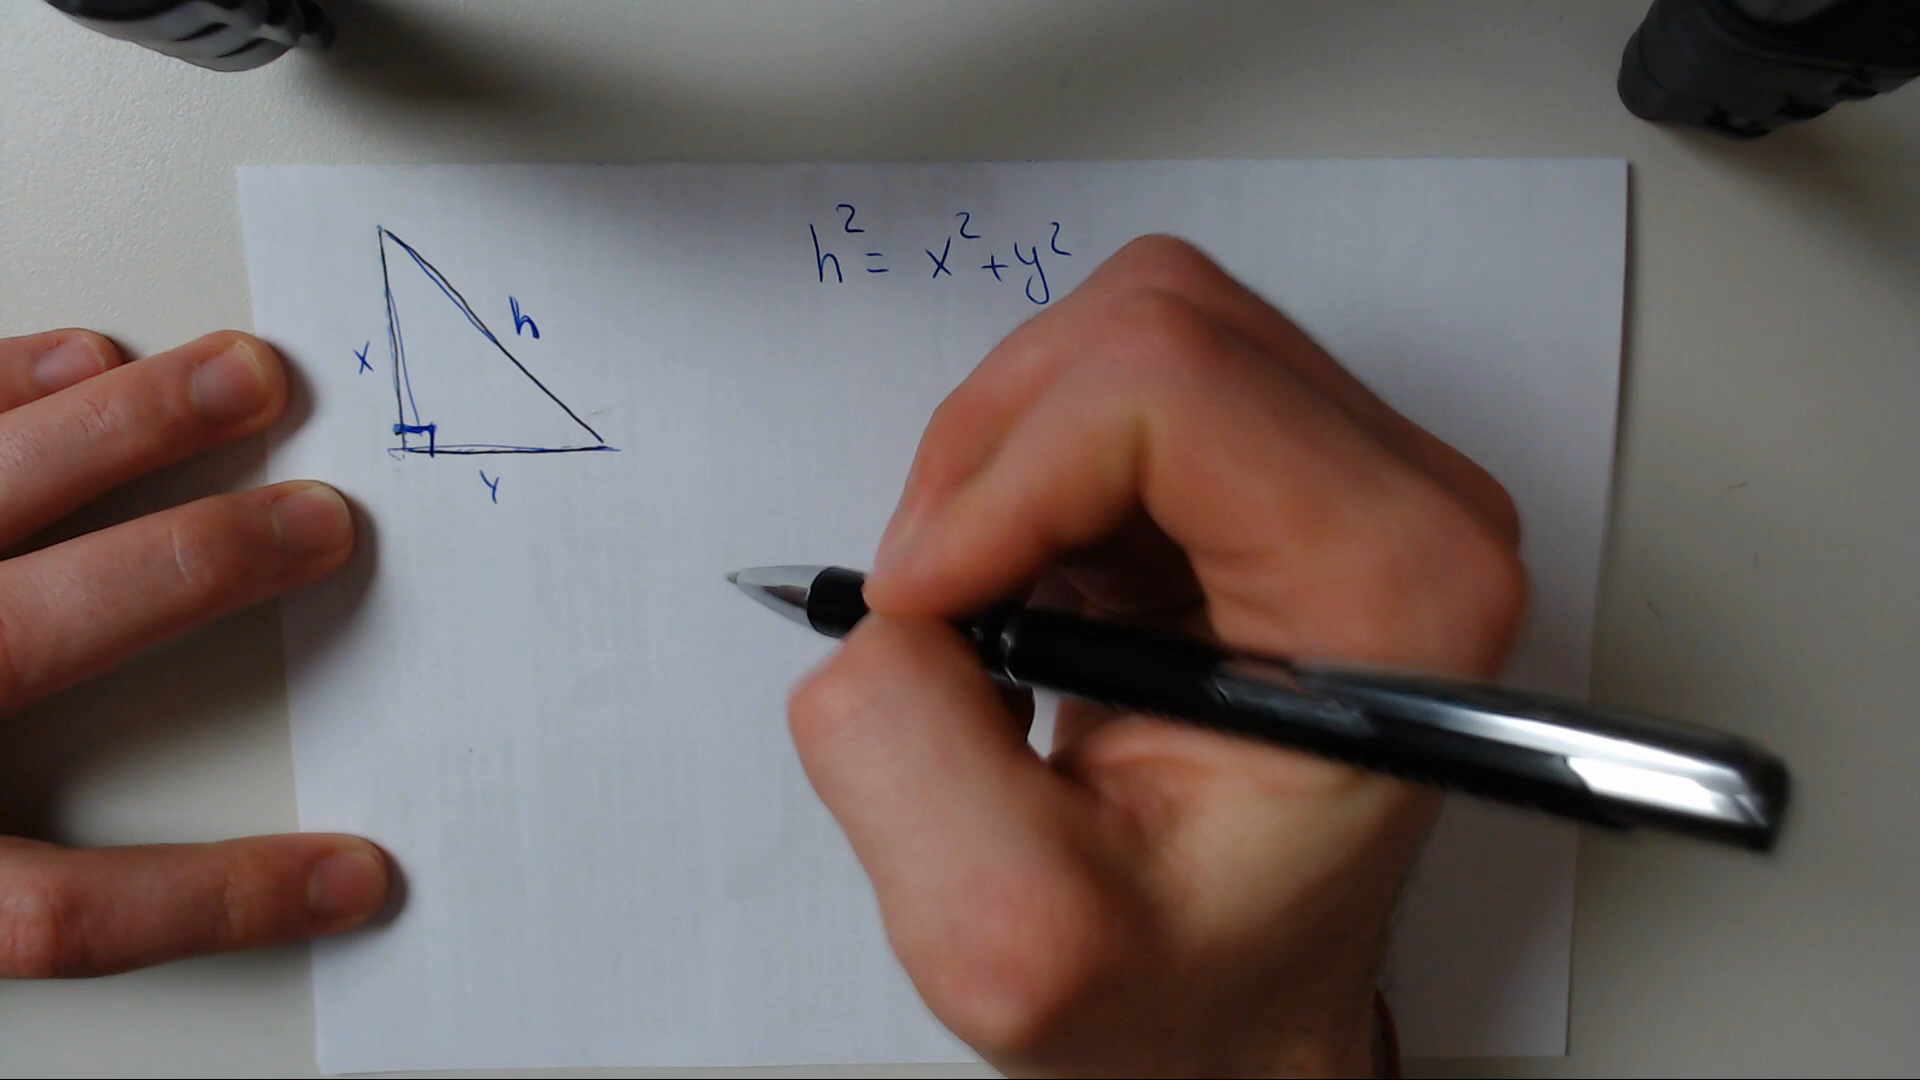 h² = x² + y²
h
x
y